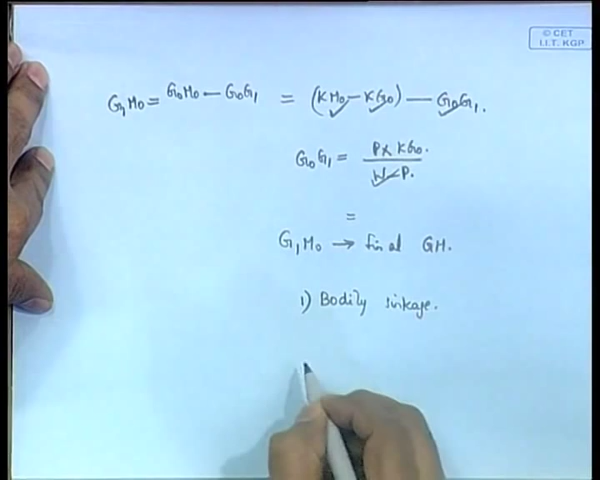 © CET
I.I.T. KGP
G₁M₀ = G₀M₀ — G₀G₁ = (KM₀ — KG₀) — G₀G₁.
G₀G₁ = P × KG₀. / W — P.
=
G₁M₀ → final GM.
1) Bodily sinkage.